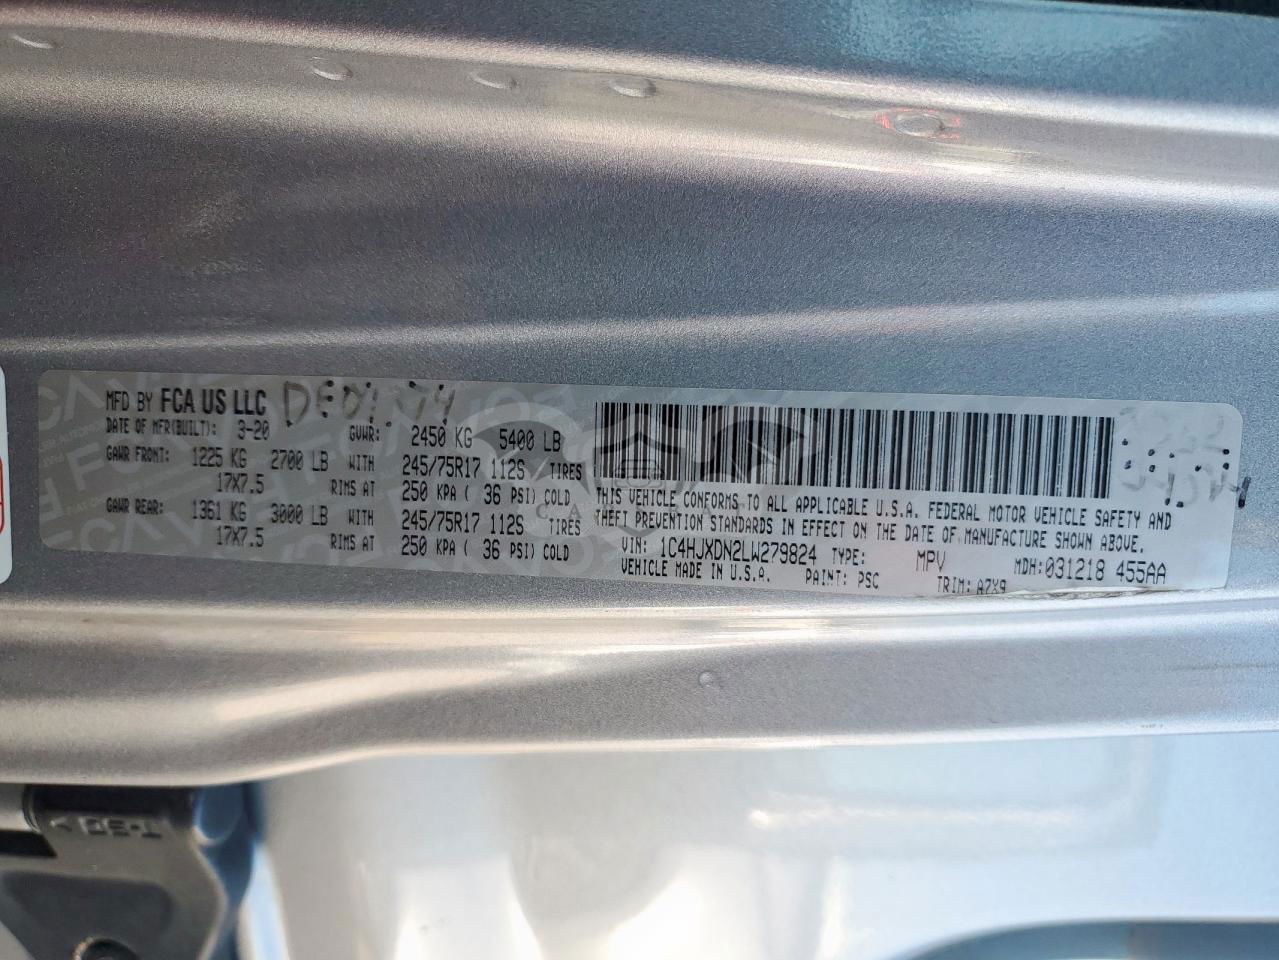 MFD BY FCA US LLC
DATE OF MFR(BUILT): 3-20 GVWR: 2450 KG 5400 LB
GAWR FRONT: 1225 KG 2700 LB WITH 245/75R17 112S TIRES
17X7.5 RIMS AT 250 KPA ( 36 PSI) COLD
GAWR REAR: 1361 KG 3000 LB WITH 245/75R17 112S TIRES
17X7.5 RIMS AT 250 KPA ( 36 PSI) COLD
THIS VEHICLE CONFORMS TO ALL APPLICABLE U.S.A. FEDERAL MOTOR VEHICLE SAFETY AND
THEFT PREVENTION STANDARDS IN EFFECT ON THE DATE OF MANUFACTURE SHOWN ABOVE.
VIN: 1C4HJXDN2LW279824 TYPE: MPV MDH:031218 455AA
VEHICLE MADE IN U.S.A. PAINT: PSC TRIM: A7X9